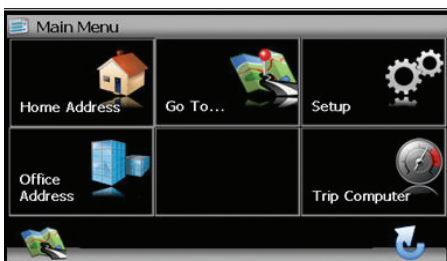 Main Menu
Home Address
Go To...
Setup
Office
Address
Trip Computer